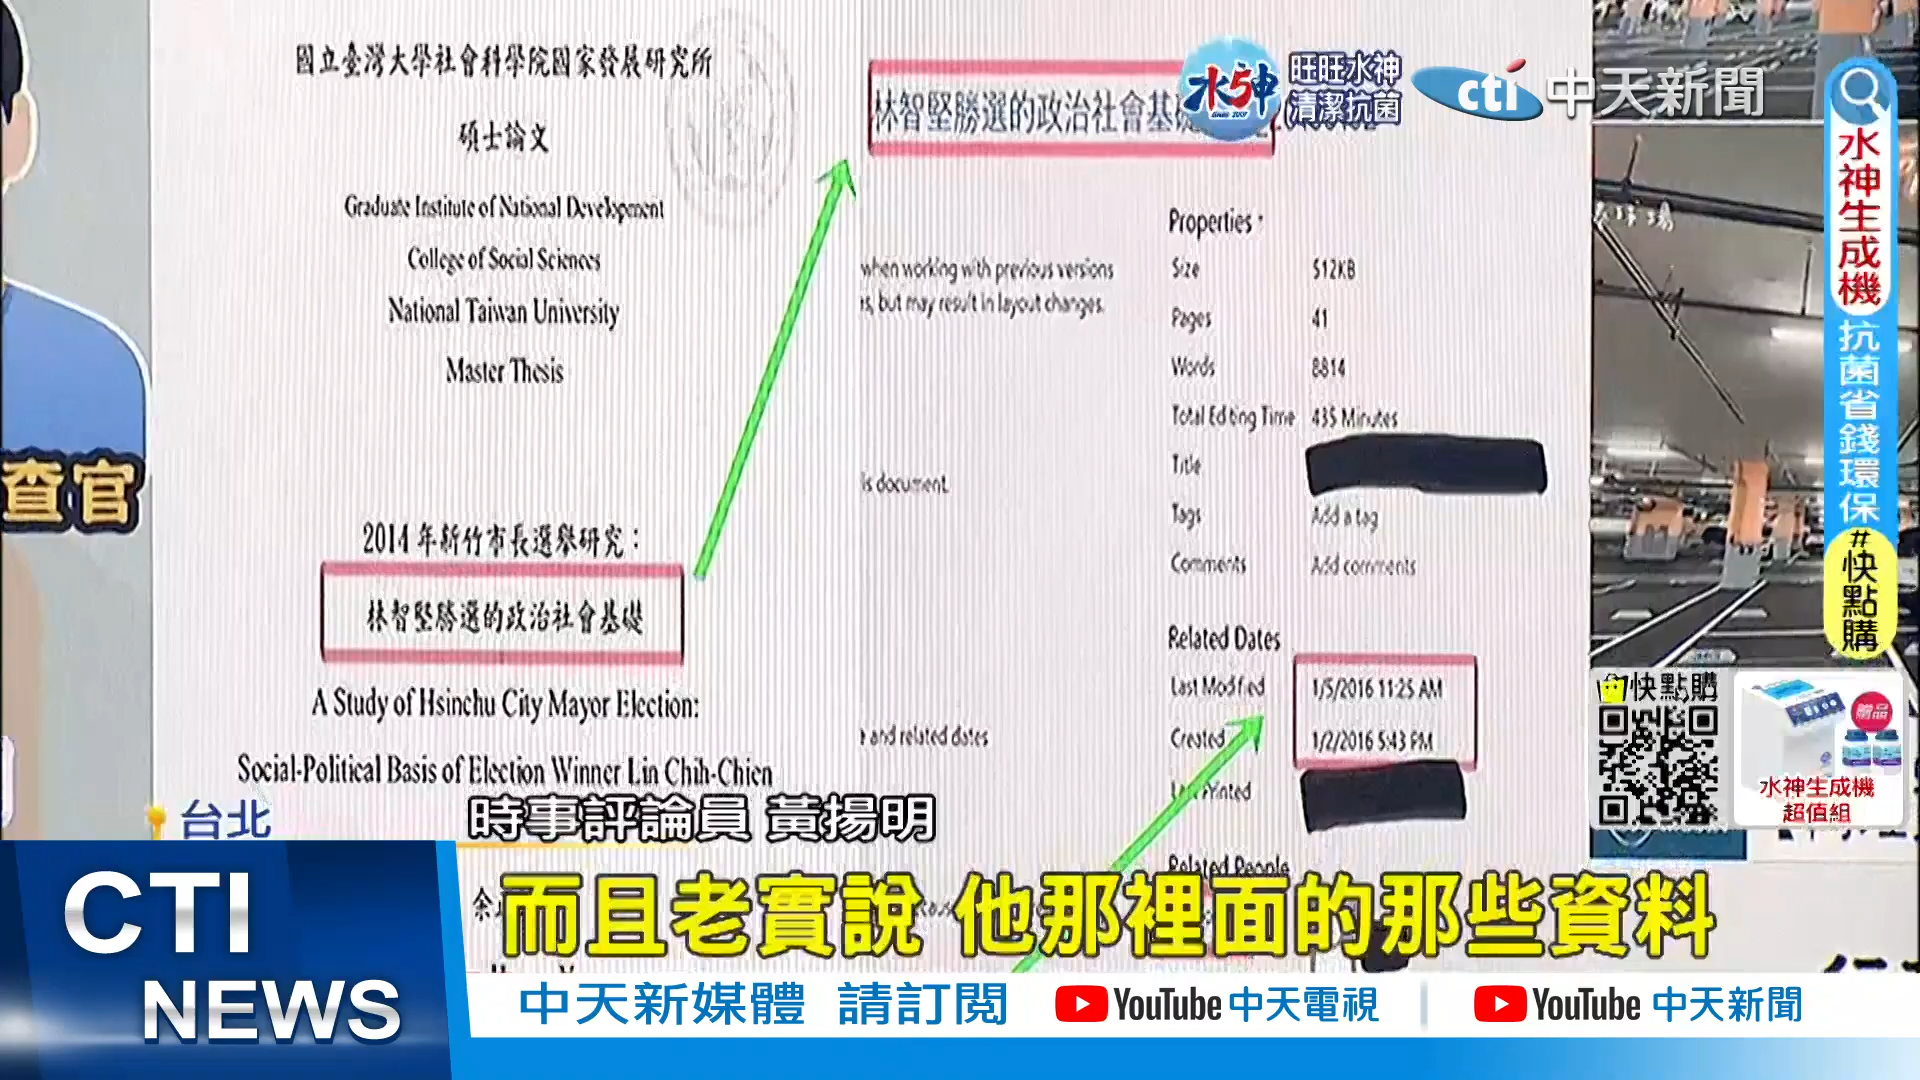 國立臺灣大學社會科學院國家發展研究所
碩士論文
Graduate Institute of National Development
College of Social Sciences
National Taiwan University
Master Thesis
2014年新竹市長選舉研究：
林智堅勝選的政治社會基礎
A Study of Hsinchu City Mayor Election:
Social-Political Basis of Election Winner Lin Chih-Chien
林智堅勝選的政治社會基礎
when working with previous versions
s, but may result in layout changes.
is document.
and related dates
Properties
Size 512KB
Pages 41
Words 8814
Total Editing Time 435 Minutes
Title
Tags Add a tag
Comments Add comments
Related Dates
Last Modified 1/5/2016 11:25 AM
Created 1/2/2016 5:43 PM
Last Printed
Related People
查官
水神
旺旺水神
清潔抗菌
cti 中天新聞
水神生成機
抗菌省錢環保
#快點購
快點購
贈品
水神生成機
超值組
台北
時事評論員 黃揚明
而且老實說 他那裡面的那些資料
CTI
NEWS
中天新媒體 請訂閱 YouTube 中天電視 YouTube 中天新聞